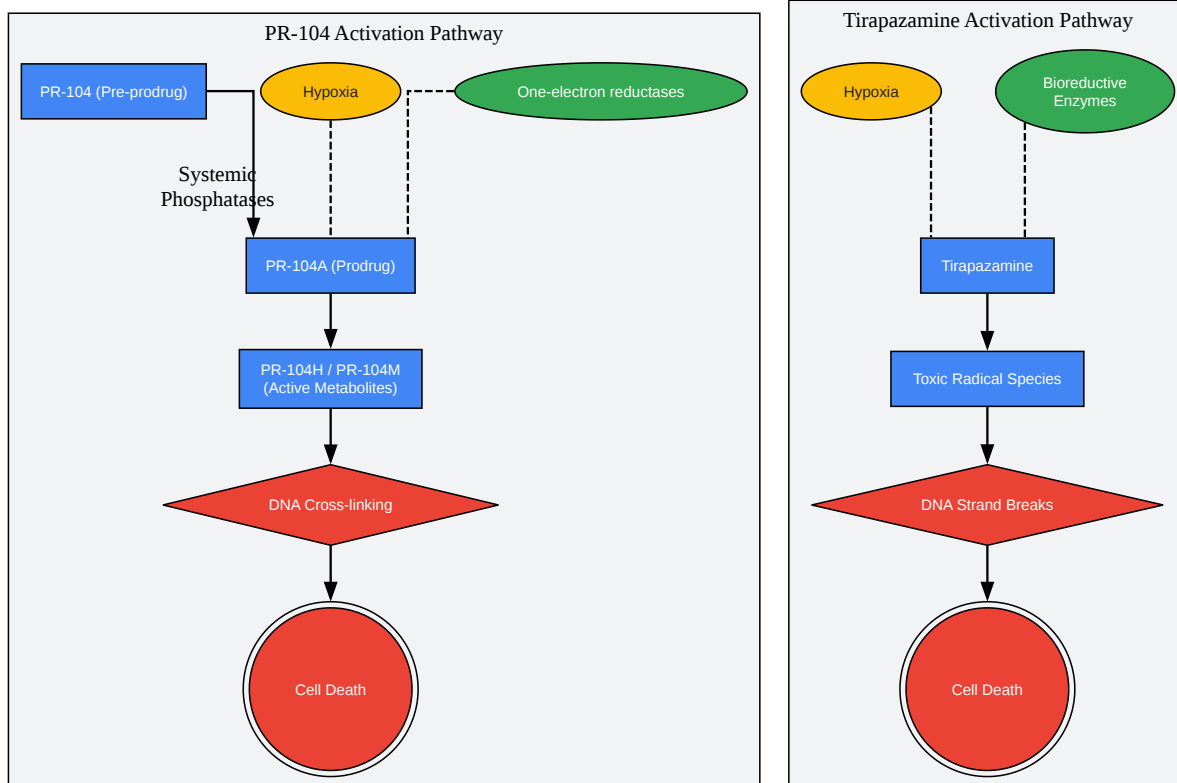 PR-104 Activation Pathway
PR-104 (Pre-prodrug)
Hypoxia
One-electron reductases
Systemic
Phosphatases
PR-104A (Prodrug)
PR-104H / PR-104M
(Active Metabolites)
DNA Cross-linking
Cell Death
Tirapazamine Activation Pathway
Hypoxia
Bioreductive
Enzymes
Tirapazamine
Toxic Radical Species
DNA Strand Breaks
Cell Death